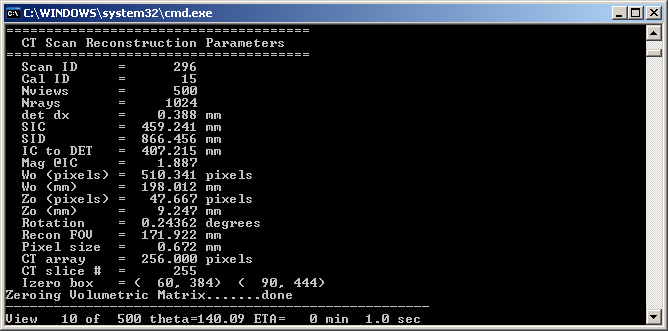 C:\WINDOWS\system32\cmd.exe
========================================
CT Scan Reconstruction Parameters
========================================
Scan ID = 296
Cal ID = 15
Nviews = 500
Nrays = 1024
det dx = 0.388 mm
SIC = 459.241 mm
SID = 866.456 mm
IC to DET = 407.215 mm
Mag @IC = 1.887
Wo (pixels) = 510.341 pixels
Wo (mm) = 198.012 mm
Zo (pixels) = 47.667 pixels
Zo (mm) = 9.247 mm
Rotation = 0.24362 degrees
Recon FOV = 171.922 mm
Pixel size = 0.672 mm
CT array = 256.000 pixels
CT slice # = 255
Izero box = ( 60, 384) ( 90, 444)
Zeroing Volumetric Matrix.......done
--------------------------------------------------------
View 10 of 500 theta=140.09 ETA= 0 min 1.0 sec